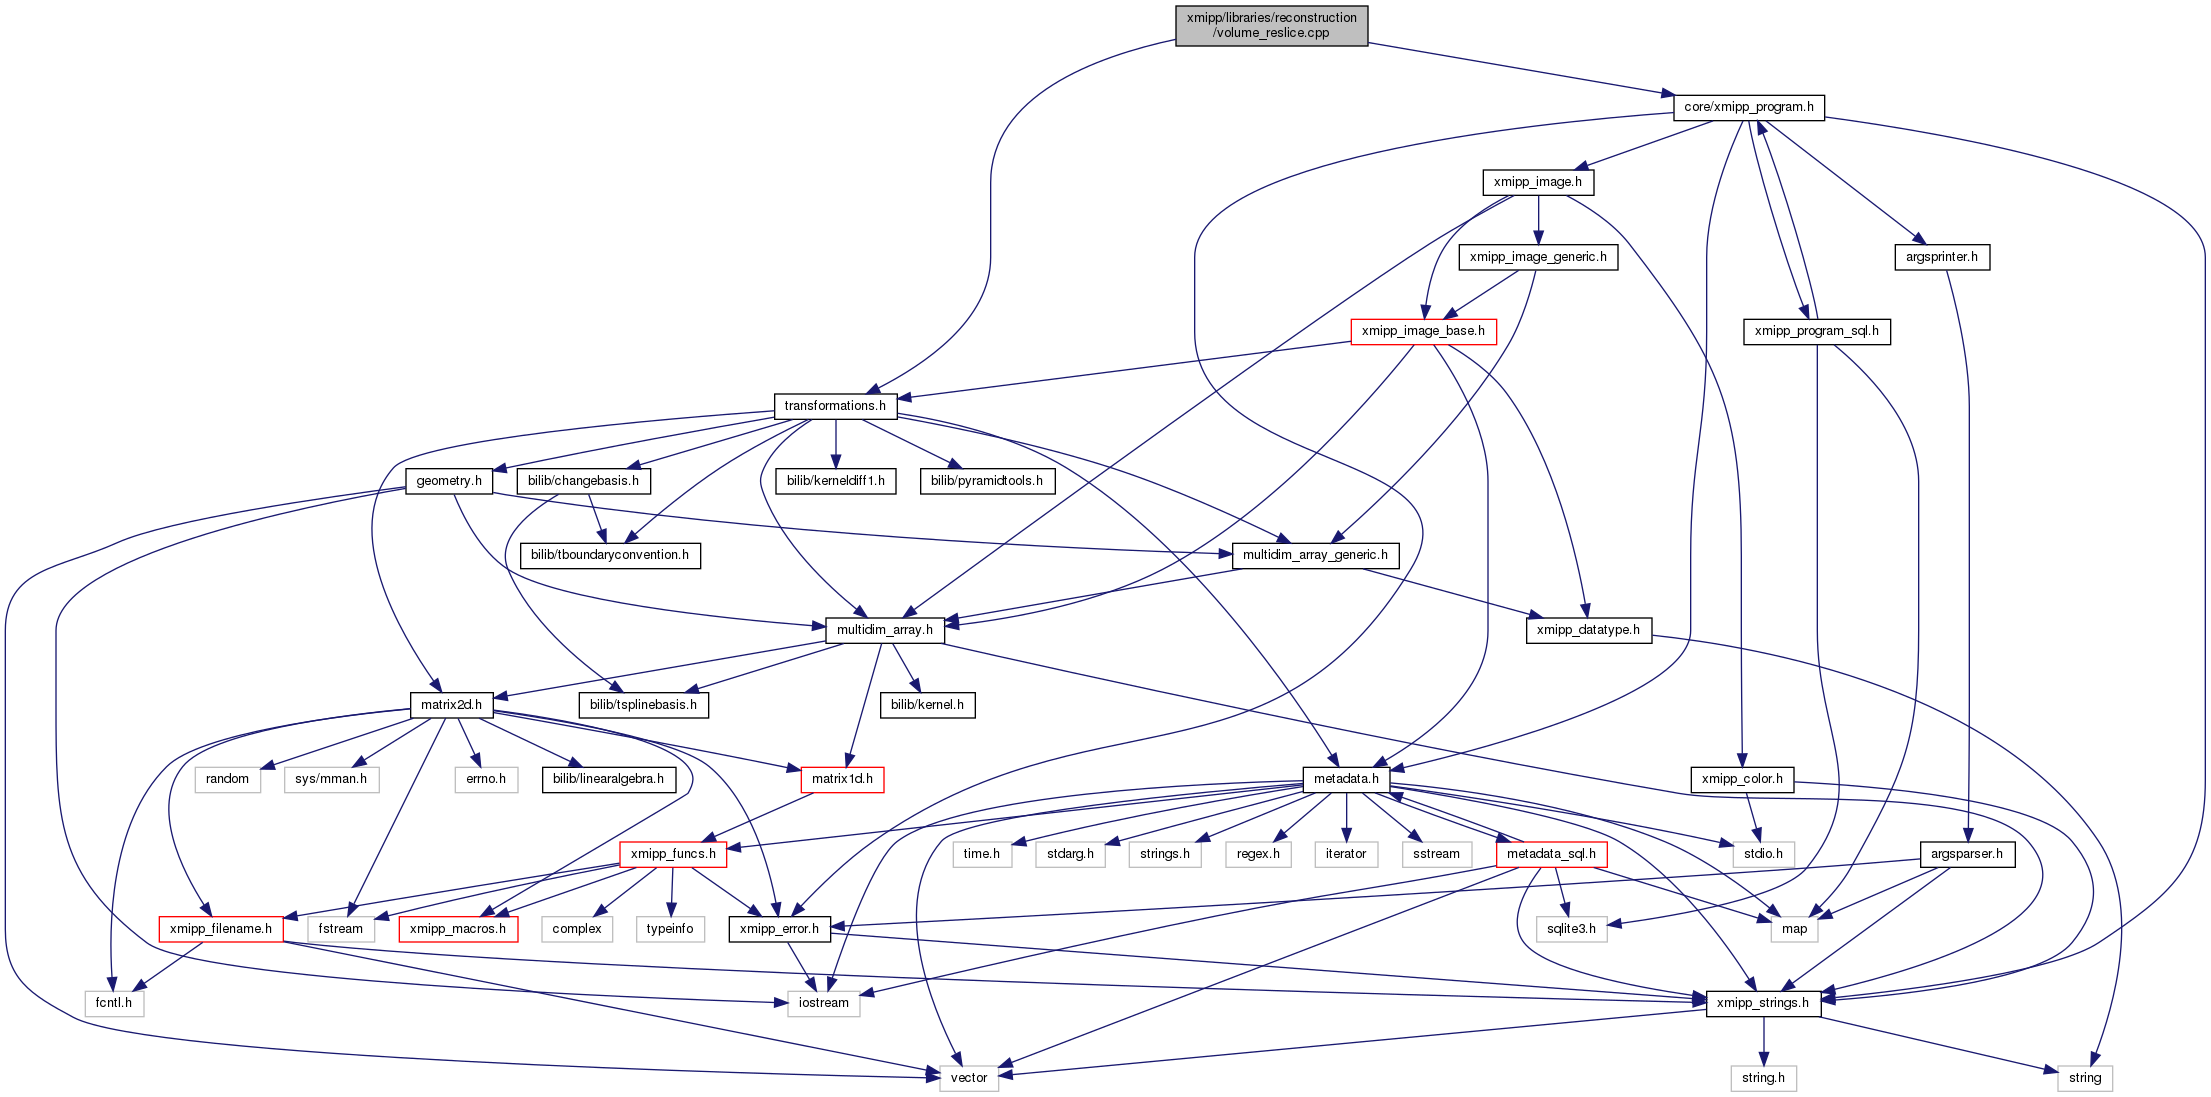 xmipp/libraries/reconstruction
/volume_reslice.cpp
core/xmipp_program.h
xmipp_image.h
xmipp_image_generic.h
argsprinter.h
xmipp_image_base.h
xmipp_program_sql.h
transformations.h
geometry.h
bilib/changebasis.h
bilib/kerneldiff1.h
bilib/pyramidtools.h
bilib/tboundaryconvention.h
multidim_array_generic.h
multidim_array.h
xmipp_datatype.h
matrix2d.h
bilib/tsplinebasis.h
bilib/kernel.h
random
sys/mman.h
errno.h
bilib/linearalgebra.h
matrix1d.h
metadata.h
xmipp_color.h
xmipp_funcs.h
time.h
stdarg.h
strings.h
regex.h
iterator
sstream
metadata_sql.h
stdio.h
argsparser.h
xmipp_filename.h
fstream
xmipp_macros.h
complex
typeinfo
xmipp_error.h
sqlite3.h
map
fcntl.h
iostream
xmipp_strings.h
vector
string.h
string